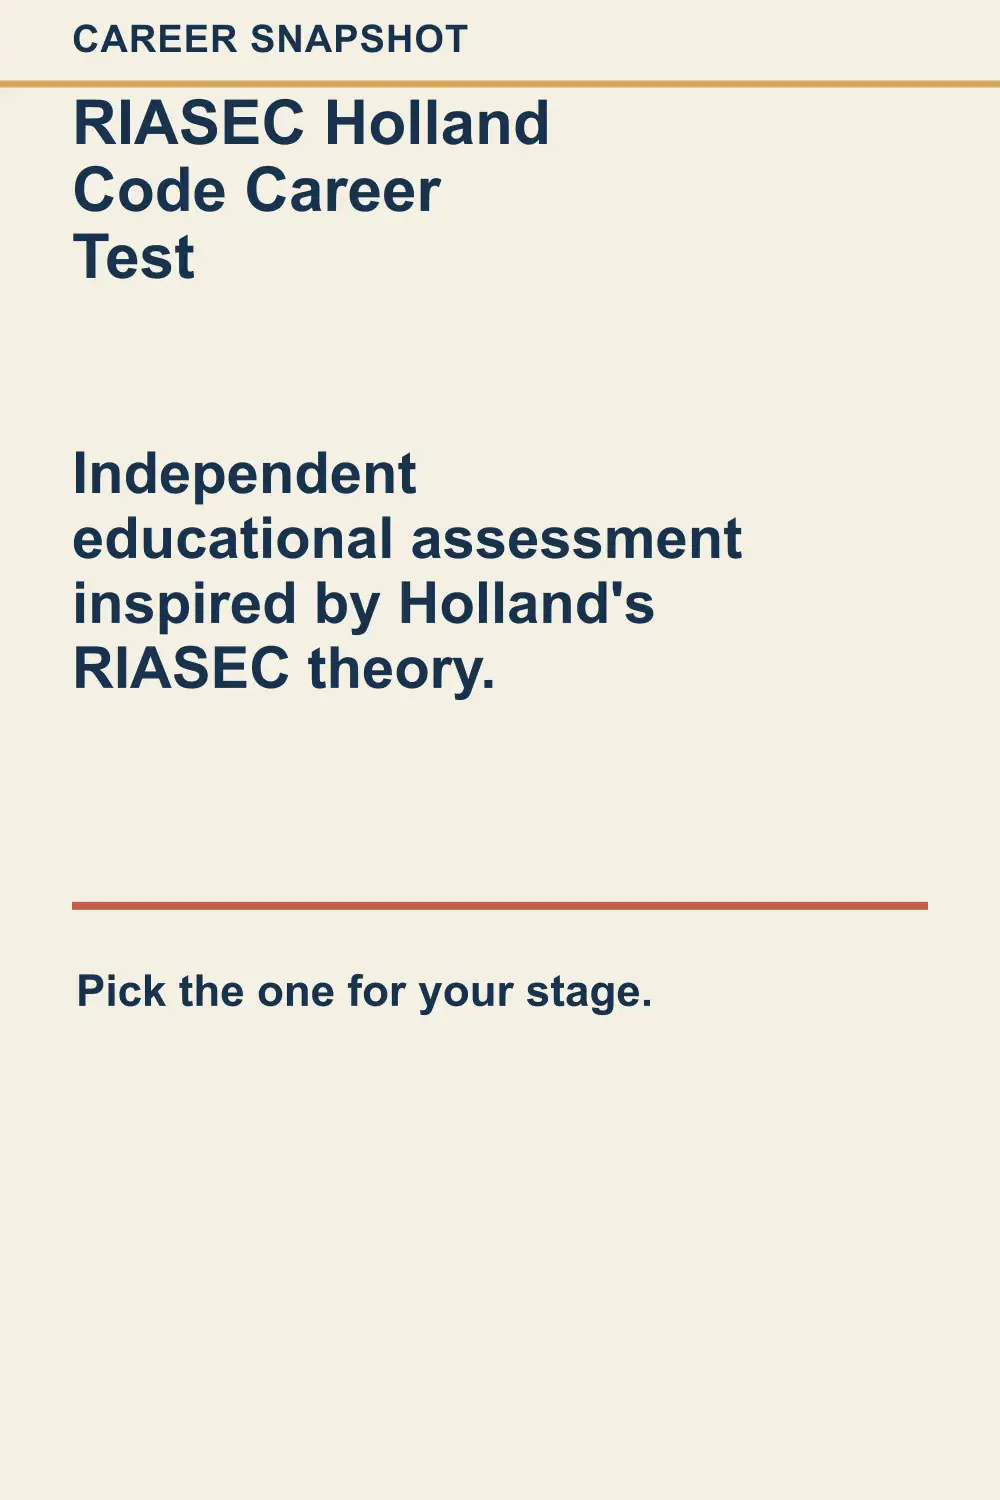 CAREER SNAPSHOT
RIASEC Holland
Code Career
Test
Independent
educational assessment
inspired by Holland's
RIASEC theory.
Pick the one for your stage.